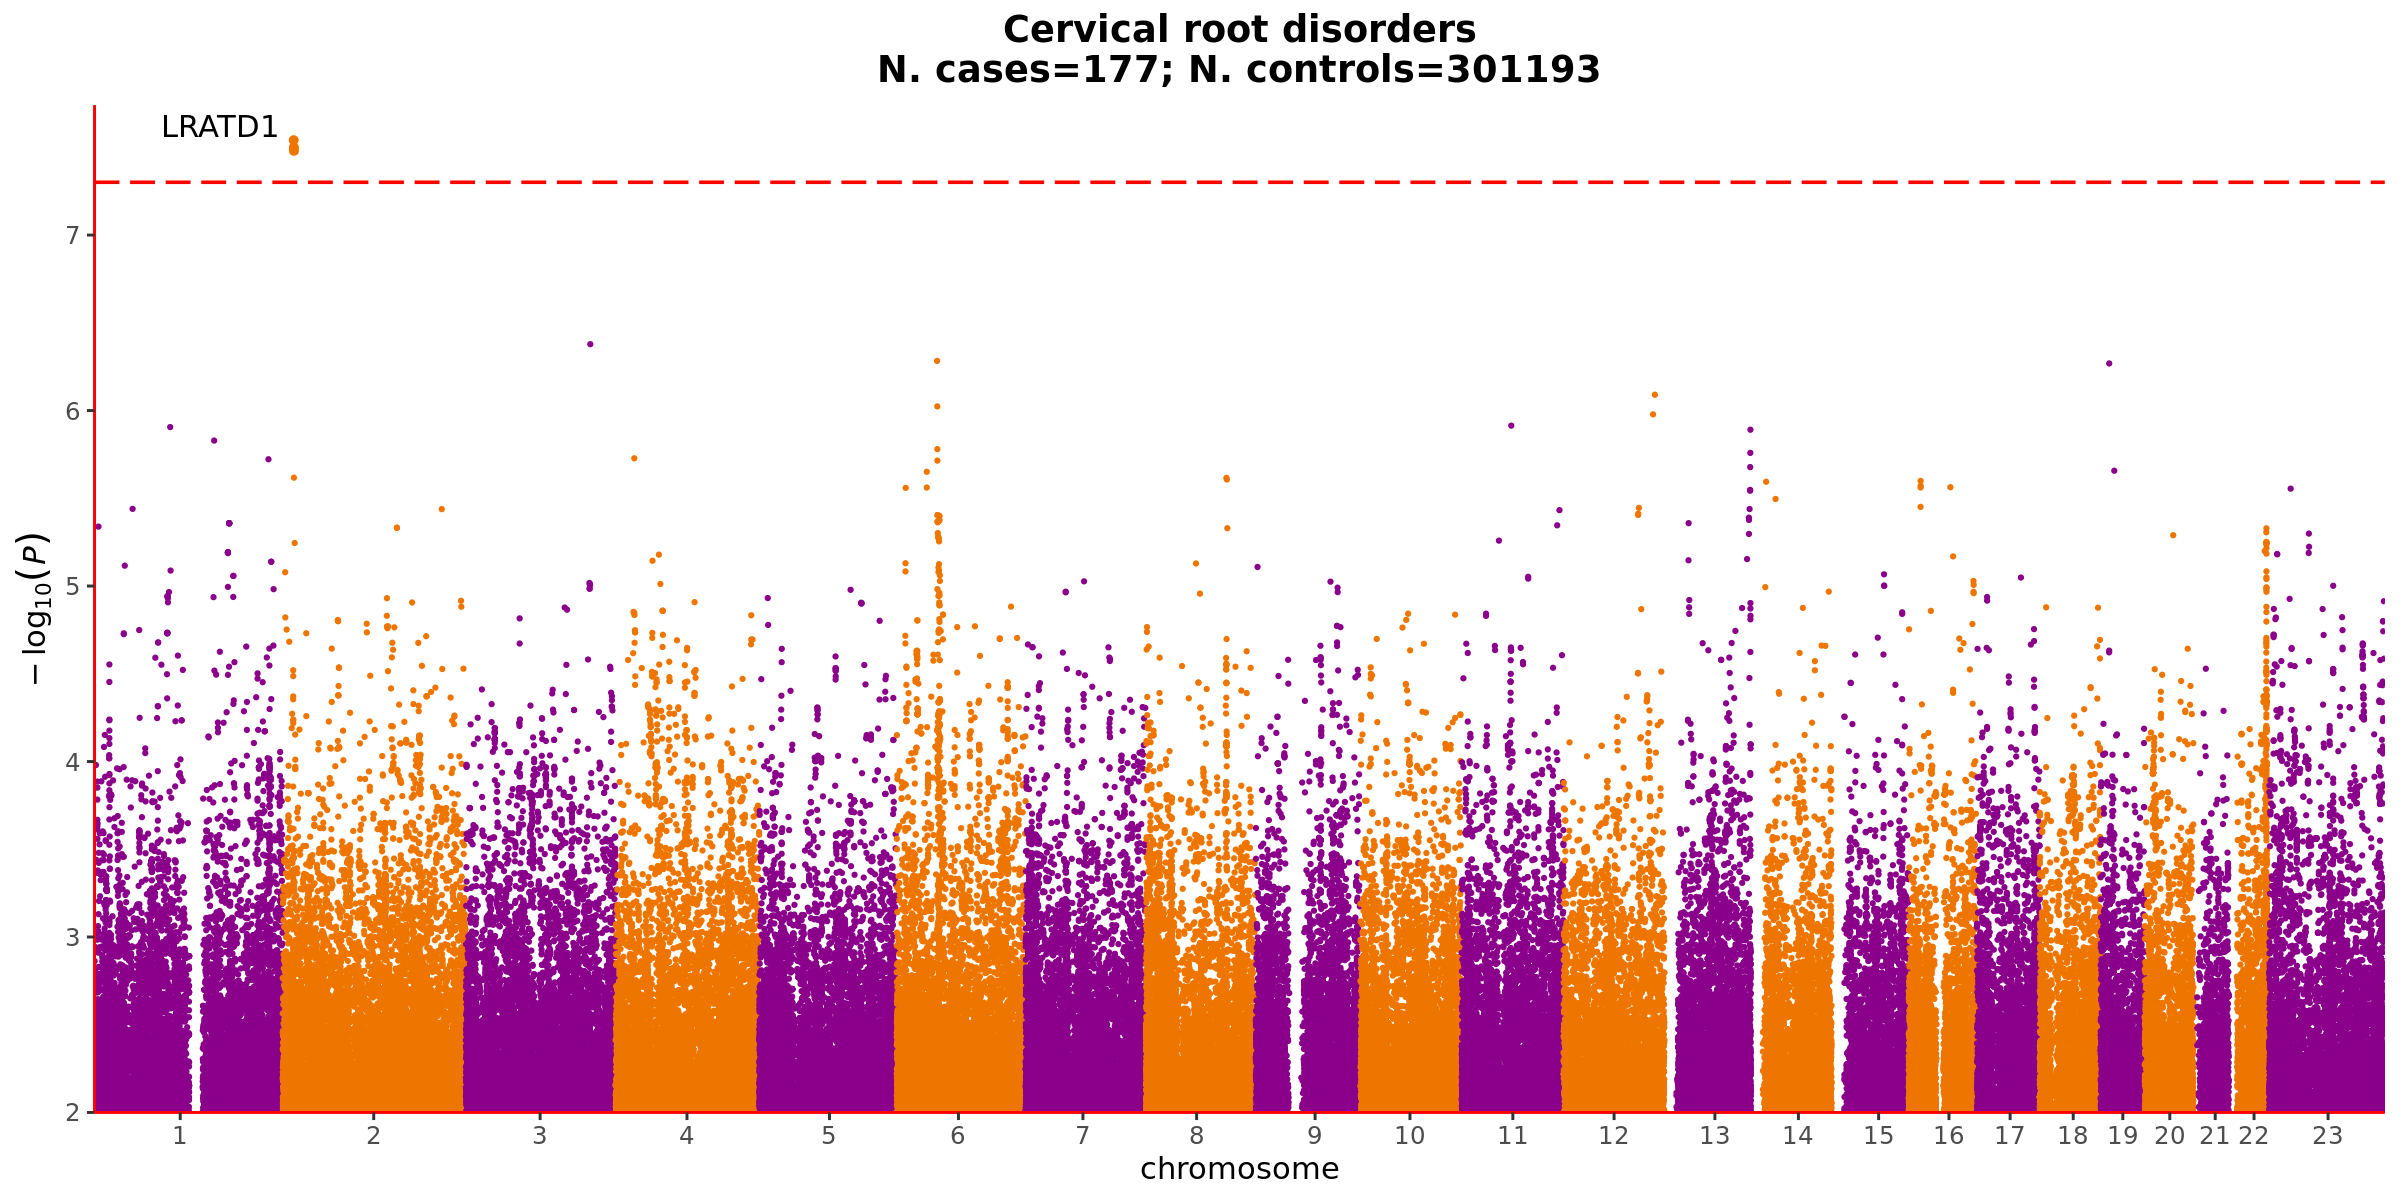 Cervical root disorders
N. cases=177; N. controls=301193
LRATD1
− log10(P)
7
6
5
4
3
2
1 2 3 4 5 6 7 8 9 10 11 12 13 14 15 16 17 18 19 20 21 22 23
chromosome